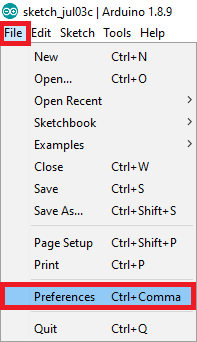 sketch_jul03c | Arduino 1.8.9
File Edit Sketch Tools Help
New Ctrl+N
Open... Ctrl+O
Open Recent
Sketchbook
Examples
Close Ctrl+W
Save Ctrl+S
Save As... Ctrl+Shift+S
Page Setup Ctrl+Shift+P
Print Ctrl+P
Preferences Ctrl+Comma
Quit Ctrl+Q